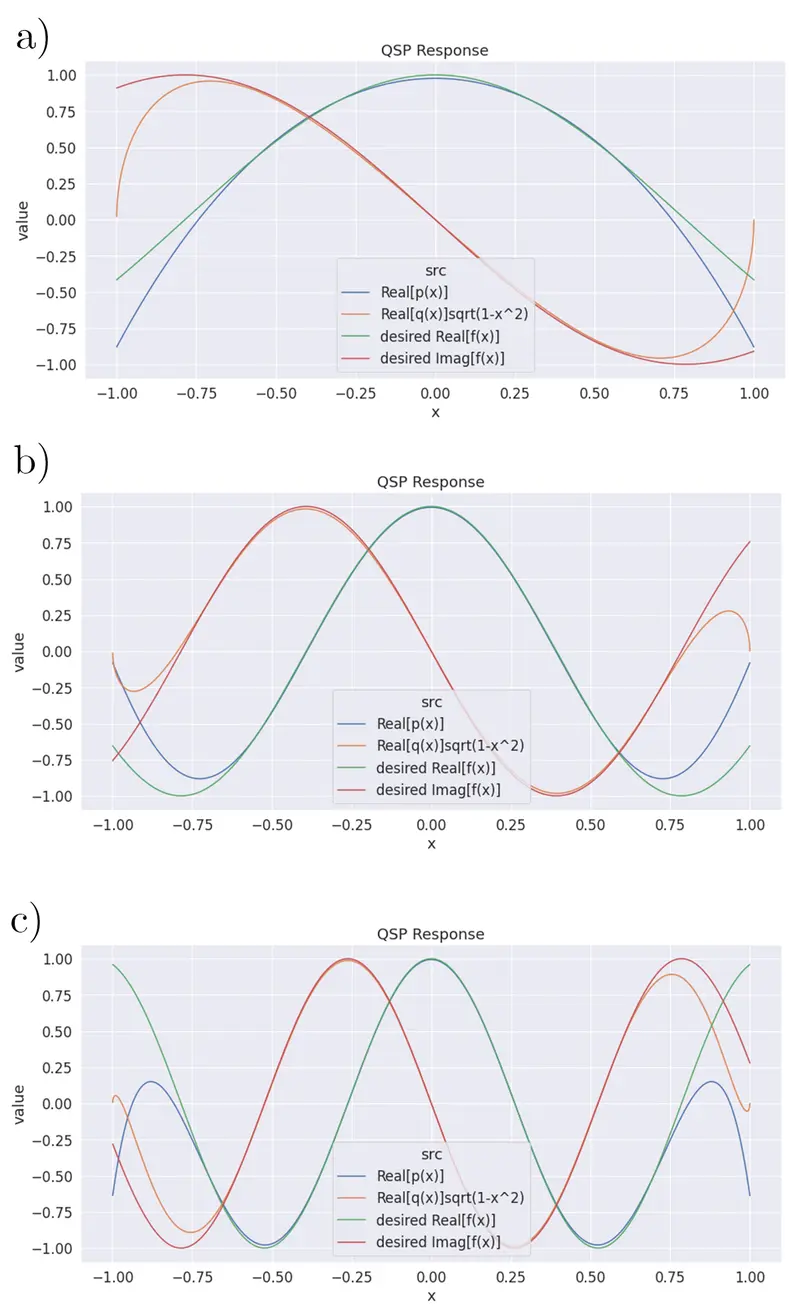 a)
QSP Response
1.00
0.75
0.50
0.25
0.00
−0.25
−0.50
−0.75
−1.00
value
src
Real[p(x)]
Real[q(x)]sqrt(1-x^2)
desired Real[f(x)]
desired Imag[f(x)]
−1.00 −0.75 −0.50 −0.25 0.00 0.25 0.50 0.75 1.00
x
b)
QSP Response
1.00
0.75
0.50
0.25
0.00
−0.25
−0.50
−0.75
−1.00
value
src
Real[p(x)]
Real[q(x)]sqrt(1-x^2)
desired Real[f(x)]
desired Imag[f(x)]
−1.00 −0.75 −0.50 −0.25 0.00 0.25 0.50 0.75 1.00
x
c)
QSP Response
1.00
0.75
0.50
0.25
0.00
−0.25
−0.50
−0.75
−1.00
value
src
Real[p(x)]
Real[q(x)]sqrt(1-x^2)
desired Real[f(x)]
desired Imag[f(x)]
−1.00 −0.75 −0.50 −0.25 0.00 0.25 0.50 0.75 1.00
x